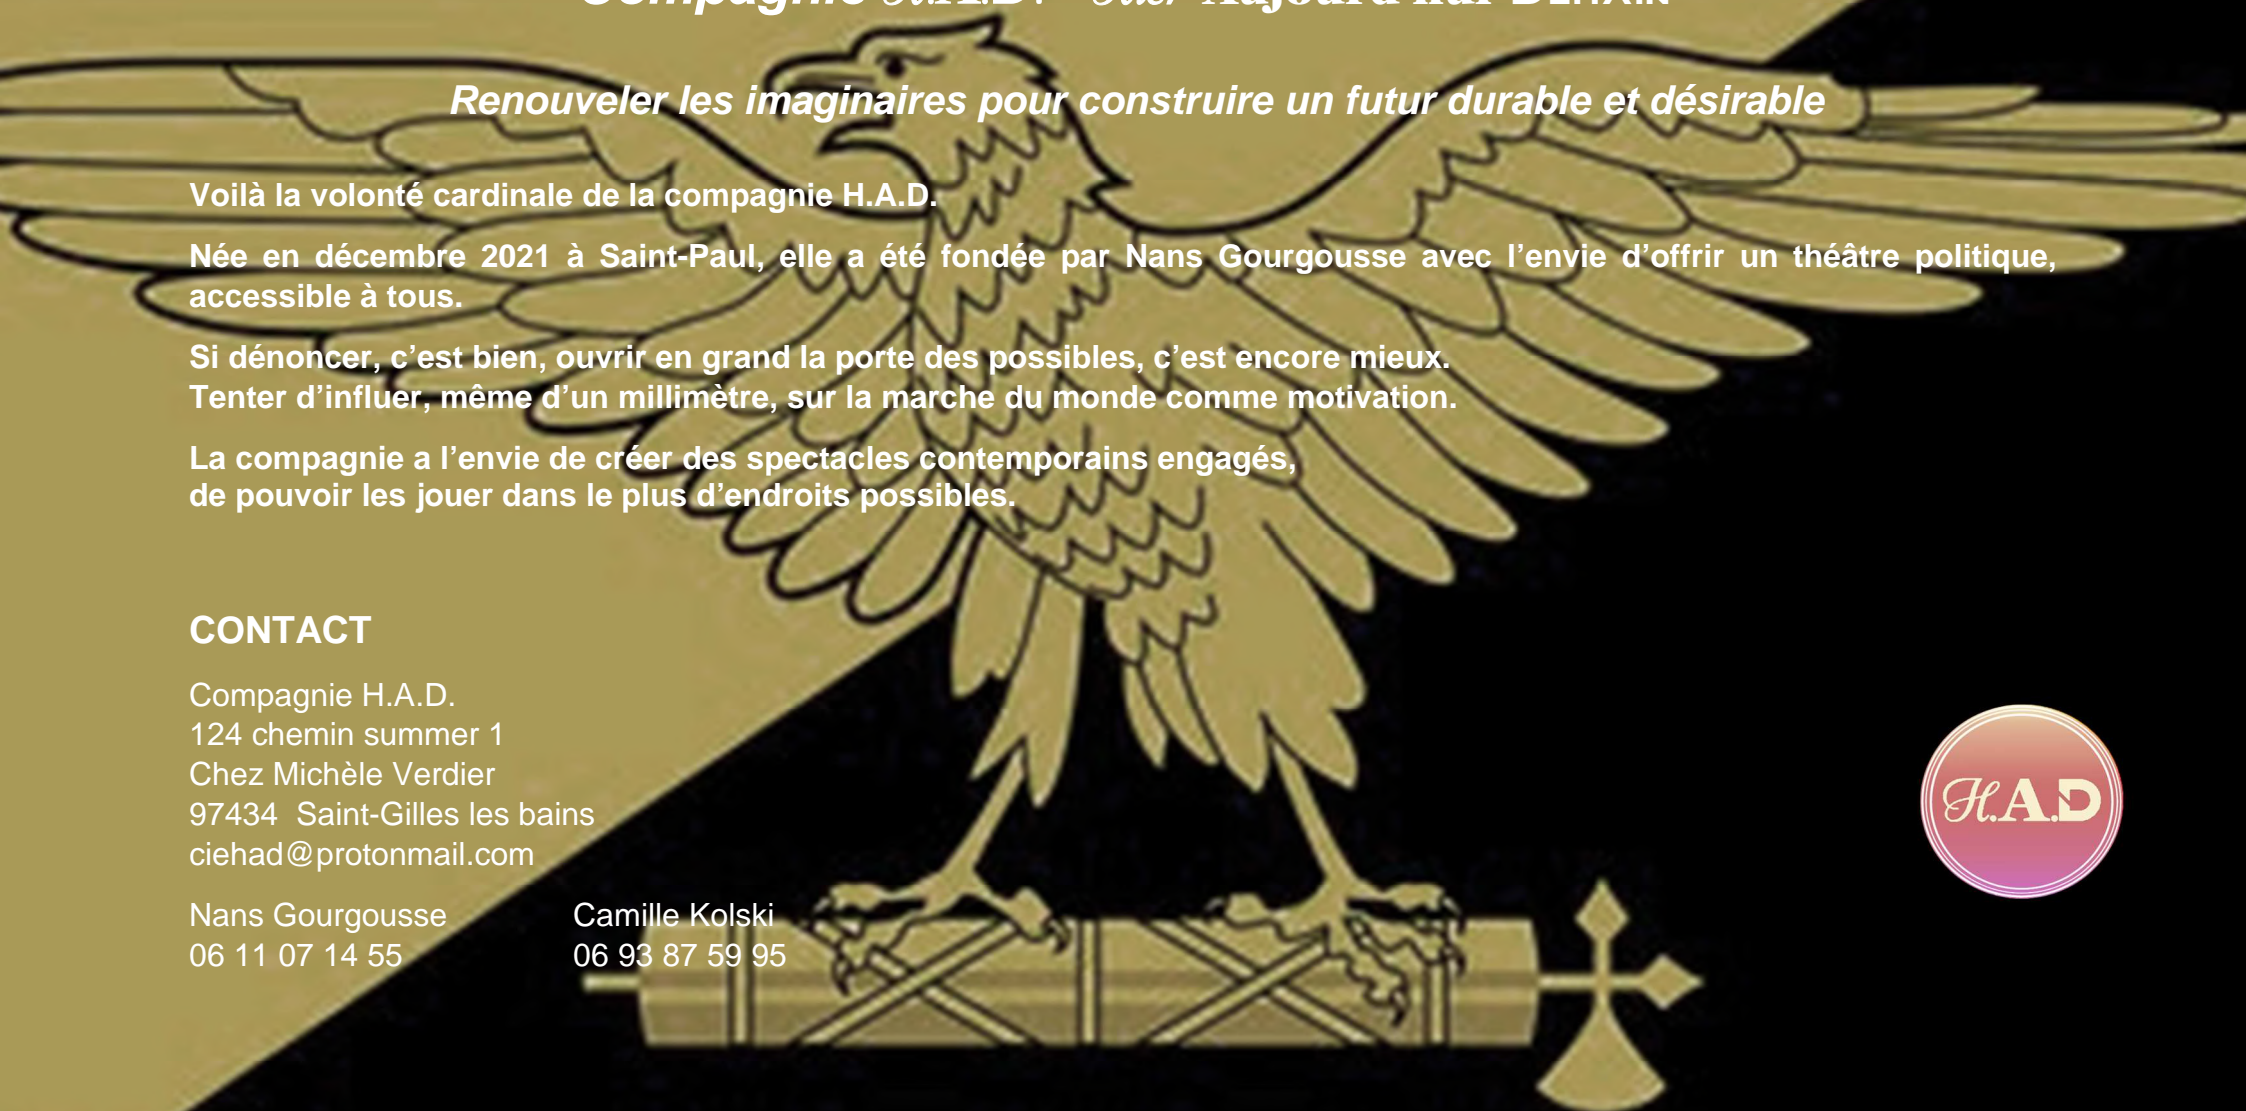 Compagnie H.A.D. Hier Aujourd'hui DEMAIN
Renouveler les imaginaires pour construire un futur durable et désirable
Voilà la volonté cardinale de la compagnie H.A.D.
Née en décembre 2021 à Saint-Paul, elle a été fondée par Nans Gourgousse avec l’envie d’offrir un théâtre politique,
accessible à tous.
Si dénoncer, c’est bien, ouvrir en grand la porte des possibles, c’est encore mieux.
Tenter d’influer, même d’un millimètre, sur la marche du monde comme motivation.
La compagnie a l’envie de créer des spectacles contemporains engagés,
de pouvoir les jouer dans le plus d’endroits possibles.
CONTACT
Compagnie H.A.D.
124 chemin summer 1
Chez Michèle Verdier
97434 Saint-Gilles les bains
ciehad@protonmail.com
Nans Gourgousse Camille Kolski
06 11 07 14 55 06 93 87 59 95
H.A.D